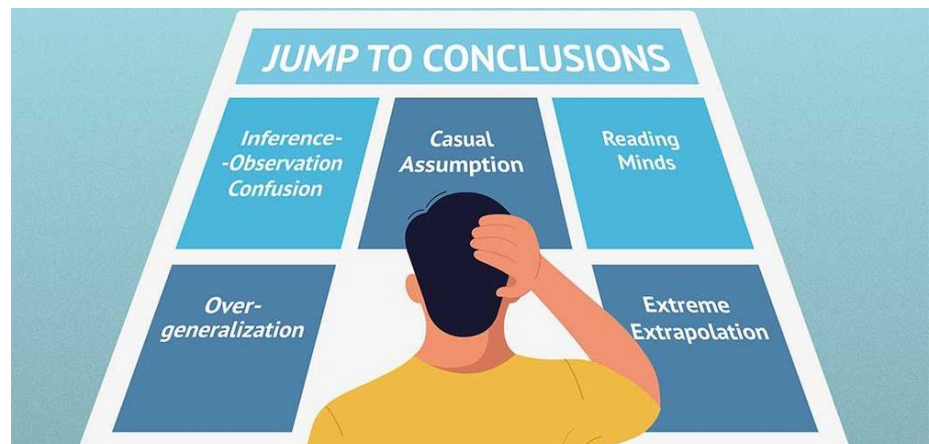 JUMP TO CONCLUSIONS
Inference-
-Observation
Confusion
Casual
Assumption
Reading
Minds
Over-
generalization
Extreme
Extrapolation